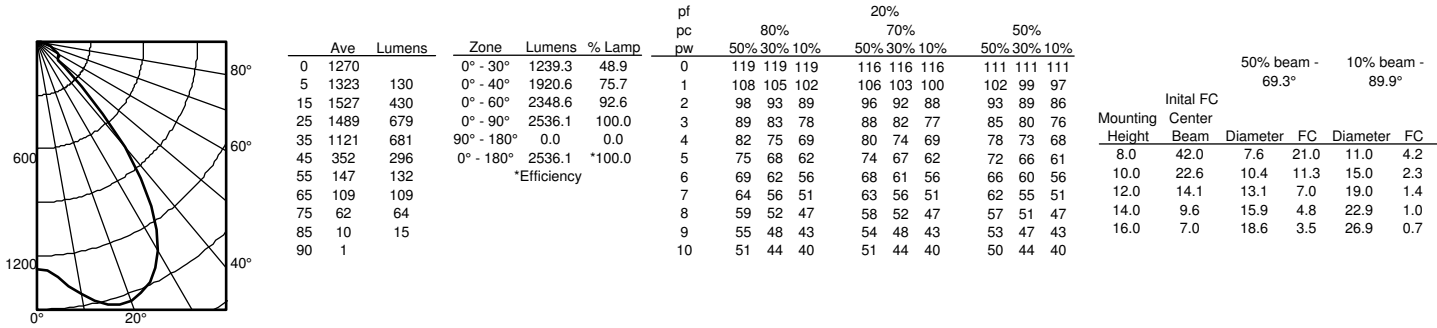 80°
60°
40°
600
1200
0°
20°
Ave Lumens
0 1270
5 1323 130
15 1527 430
25 1489 679
35 1121 681
45 352 296
55 147 132
65 109 109
75 62 64
85 10 15
90 1
Zone Lumens % Lamp
0° - 30° 1239.3 48.9
0° - 40° 1920.6 75.7
0° - 60° 2348.6 92.6
0° - 90° 2536.1 100.0
90° - 180° 0.0 0.0
0° - 180° 2536.1 *100.0
*Efficiency
pf 20%
pc 80% 70% 50%
pw 50% 30% 10% 50% 30% 10% 50% 30% 10%
0 119 119 119 116 116 116 111 111 111
1 108 105 102 106 103 100 102 99 97
2 98 93 89 96 92 88 93 89 86
3 89 83 78 88 82 77 85 80 76
4 82 75 69 80 74 69 78 73 68
5 75 68 62 74 67 62 72 66 61
6 69 62 56 68 61 56 66 60 56
7 64 56 51 63 56 51 62 55 51
8 59 52 47 58 52 47 57 51 47
9 55 48 43 54 48 43 53 47 43
10 51 44 40 51 44 40 50 44 40
50% beam - 10% beam -
69.3° 89.9°
Inital FC
Mounting Center
Height Beam Diameter FC Diameter FC
8.0 42.0 7.6 21.0 11.0 4.2
10.0 22.6 10.4 11.3 15.0 2.3
12.0 14.1 13.1 7.0 19.0 1.4
14.0 9.6 15.9 4.8 22.9 1.0
16.0 7.0 18.6 3.5 26.9 0.7